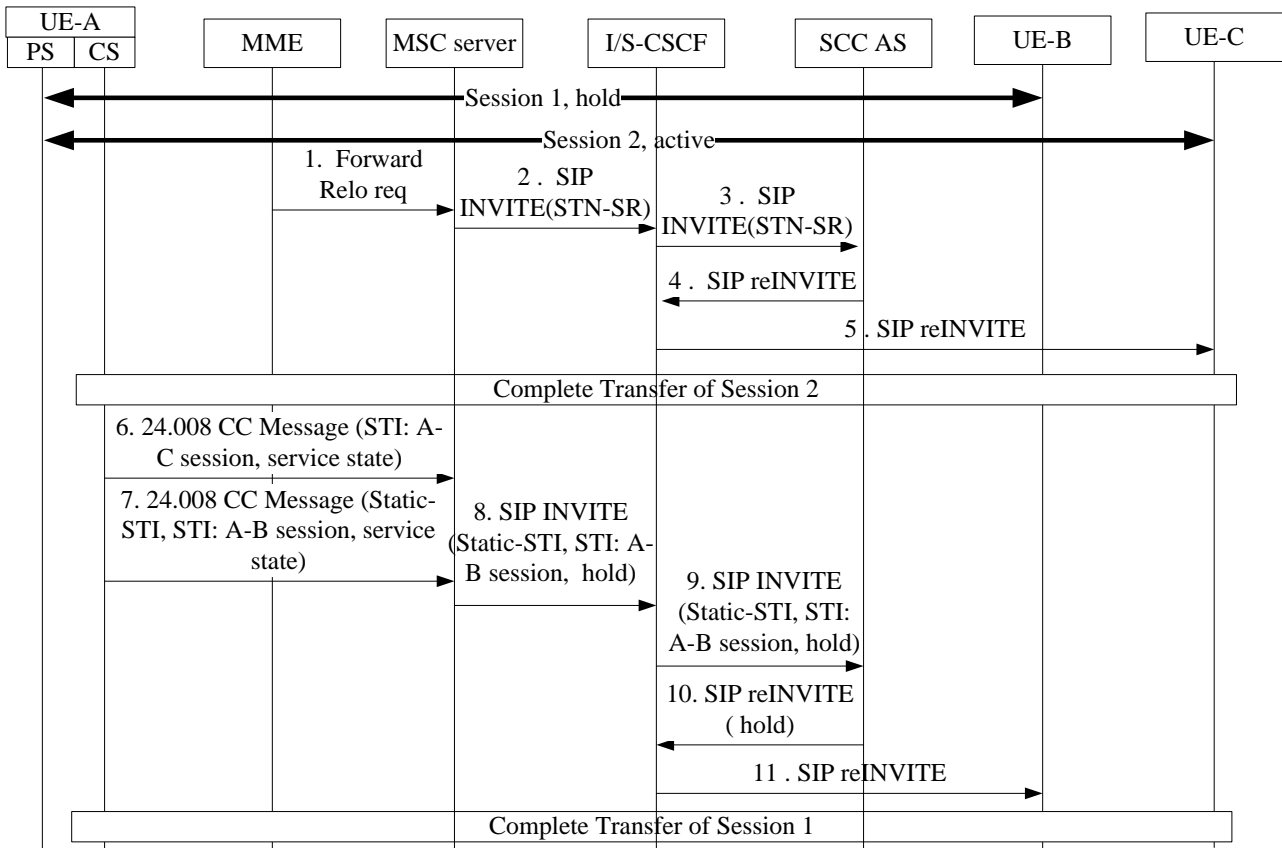 UE-A
PS
CS
MME
MSC server
I/S-CSCF
SCC AS
UE-B
UE-C
Session 1, hold
Session 2, active
1. Forward
Relo req
2 . SIP
INVITE(STN-SR)
3 . SIP
INVITE(STN-SR)
4 . SIP reINVITE
5 . SIP reINVITE
Complete Transfer of Session 2
6. 24.008 CC Message (STI: A-
C session, service state)
7. 24.008 CC Message (Static-
STI, STI: A-B session, service
state)
8. SIP INVITE
(Static-STI, STI: A-
B session, hold)
9. SIP INVITE
(Static-STI, STI:
A-B session, hold)
10. SIP reINVITE
( hold)
11 . SIP reINVITE
Complete Transfer of Session 1